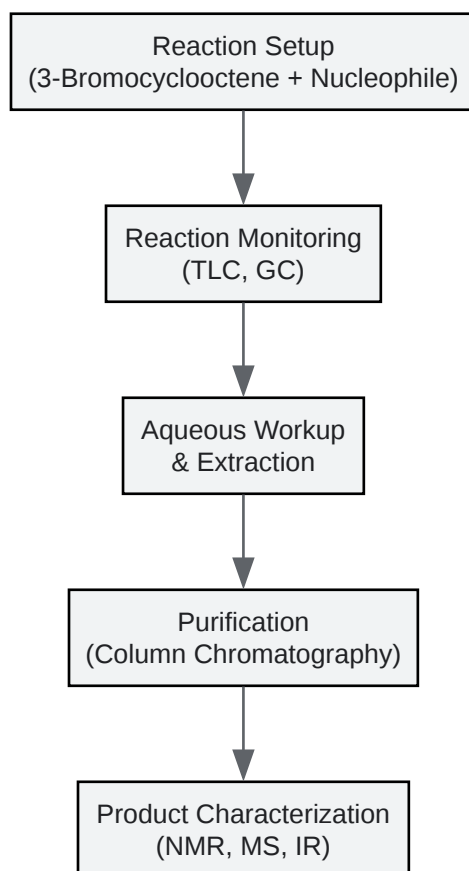 Reaction Setup
(3-Bromocyclooctene + Nucleophile)
Reaction Monitoring
(TLC, GC)
Aqueous Workup
& Extraction
Purification
(Column Chromatography)
Product Characterization
(NMR, MS, IR)